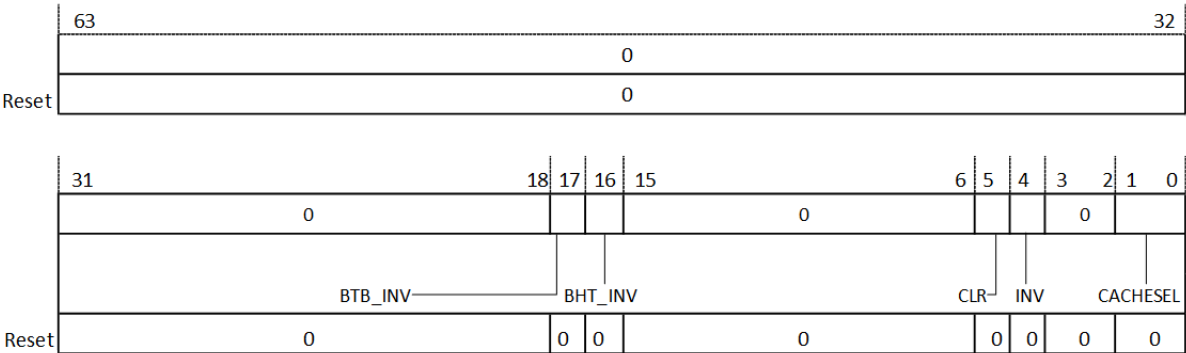 63 32
0
Reset 0
31 18 17 16 15 6 5 4 3 2 1 0
0 0 0
BTB_INV BHT_INV CLR INV CACHESEL
Reset 0 0 0 0 0 0 0 0